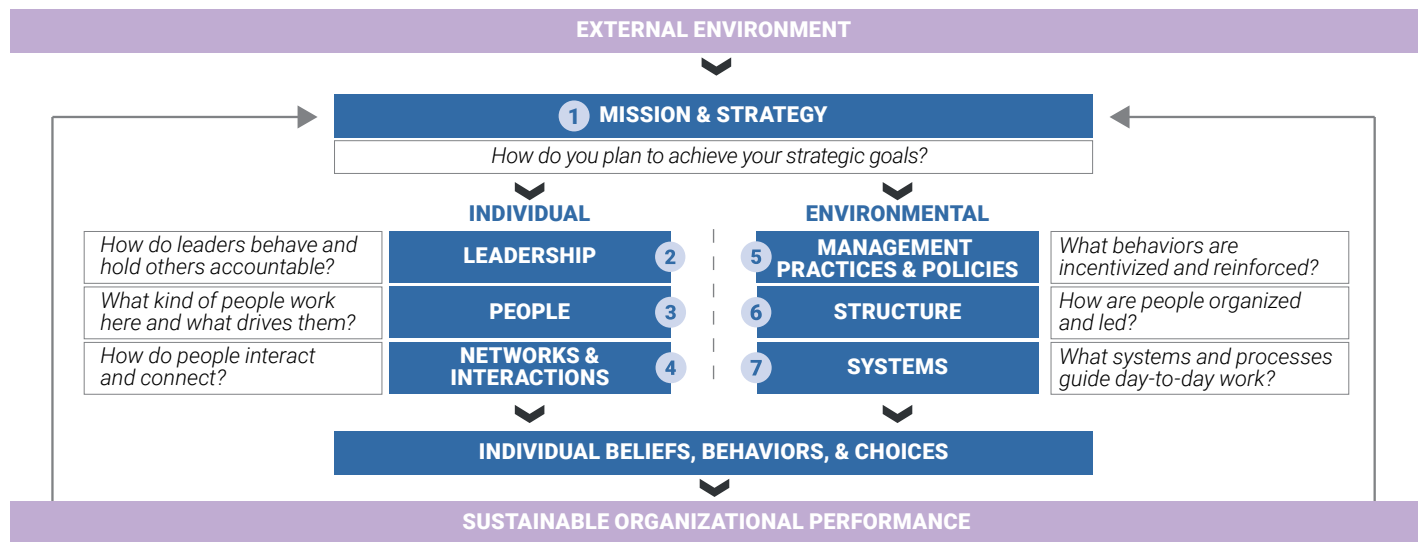 EXTERNAL ENVIRONMENT
1 MISSION & STRATEGY
How do you plan to achieve your strategic goals?
INDIVIDUAL
How do leaders behave and
hold others accountable?
LEADERSHIP 2
What kind of people work
here and what drives them?
PEOPLE 3
How do people interact
and connect?
NETWORKS &
INTERACTIONS 4
ENVIRONMENTAL
5 MANAGEMENT
PRACTICES & POLICIES
What behaviors are
incentivized and reinforced?
6 STRUCTURE
How are people organized
and led?
7 SYSTEMS
What systems and processes
guide day-to-day work?
INDIVIDUAL BELIEFS, BEHAVIORS, & CHOICES
SUSTAINABLE ORGANIZATIONAL PERFORMANCE